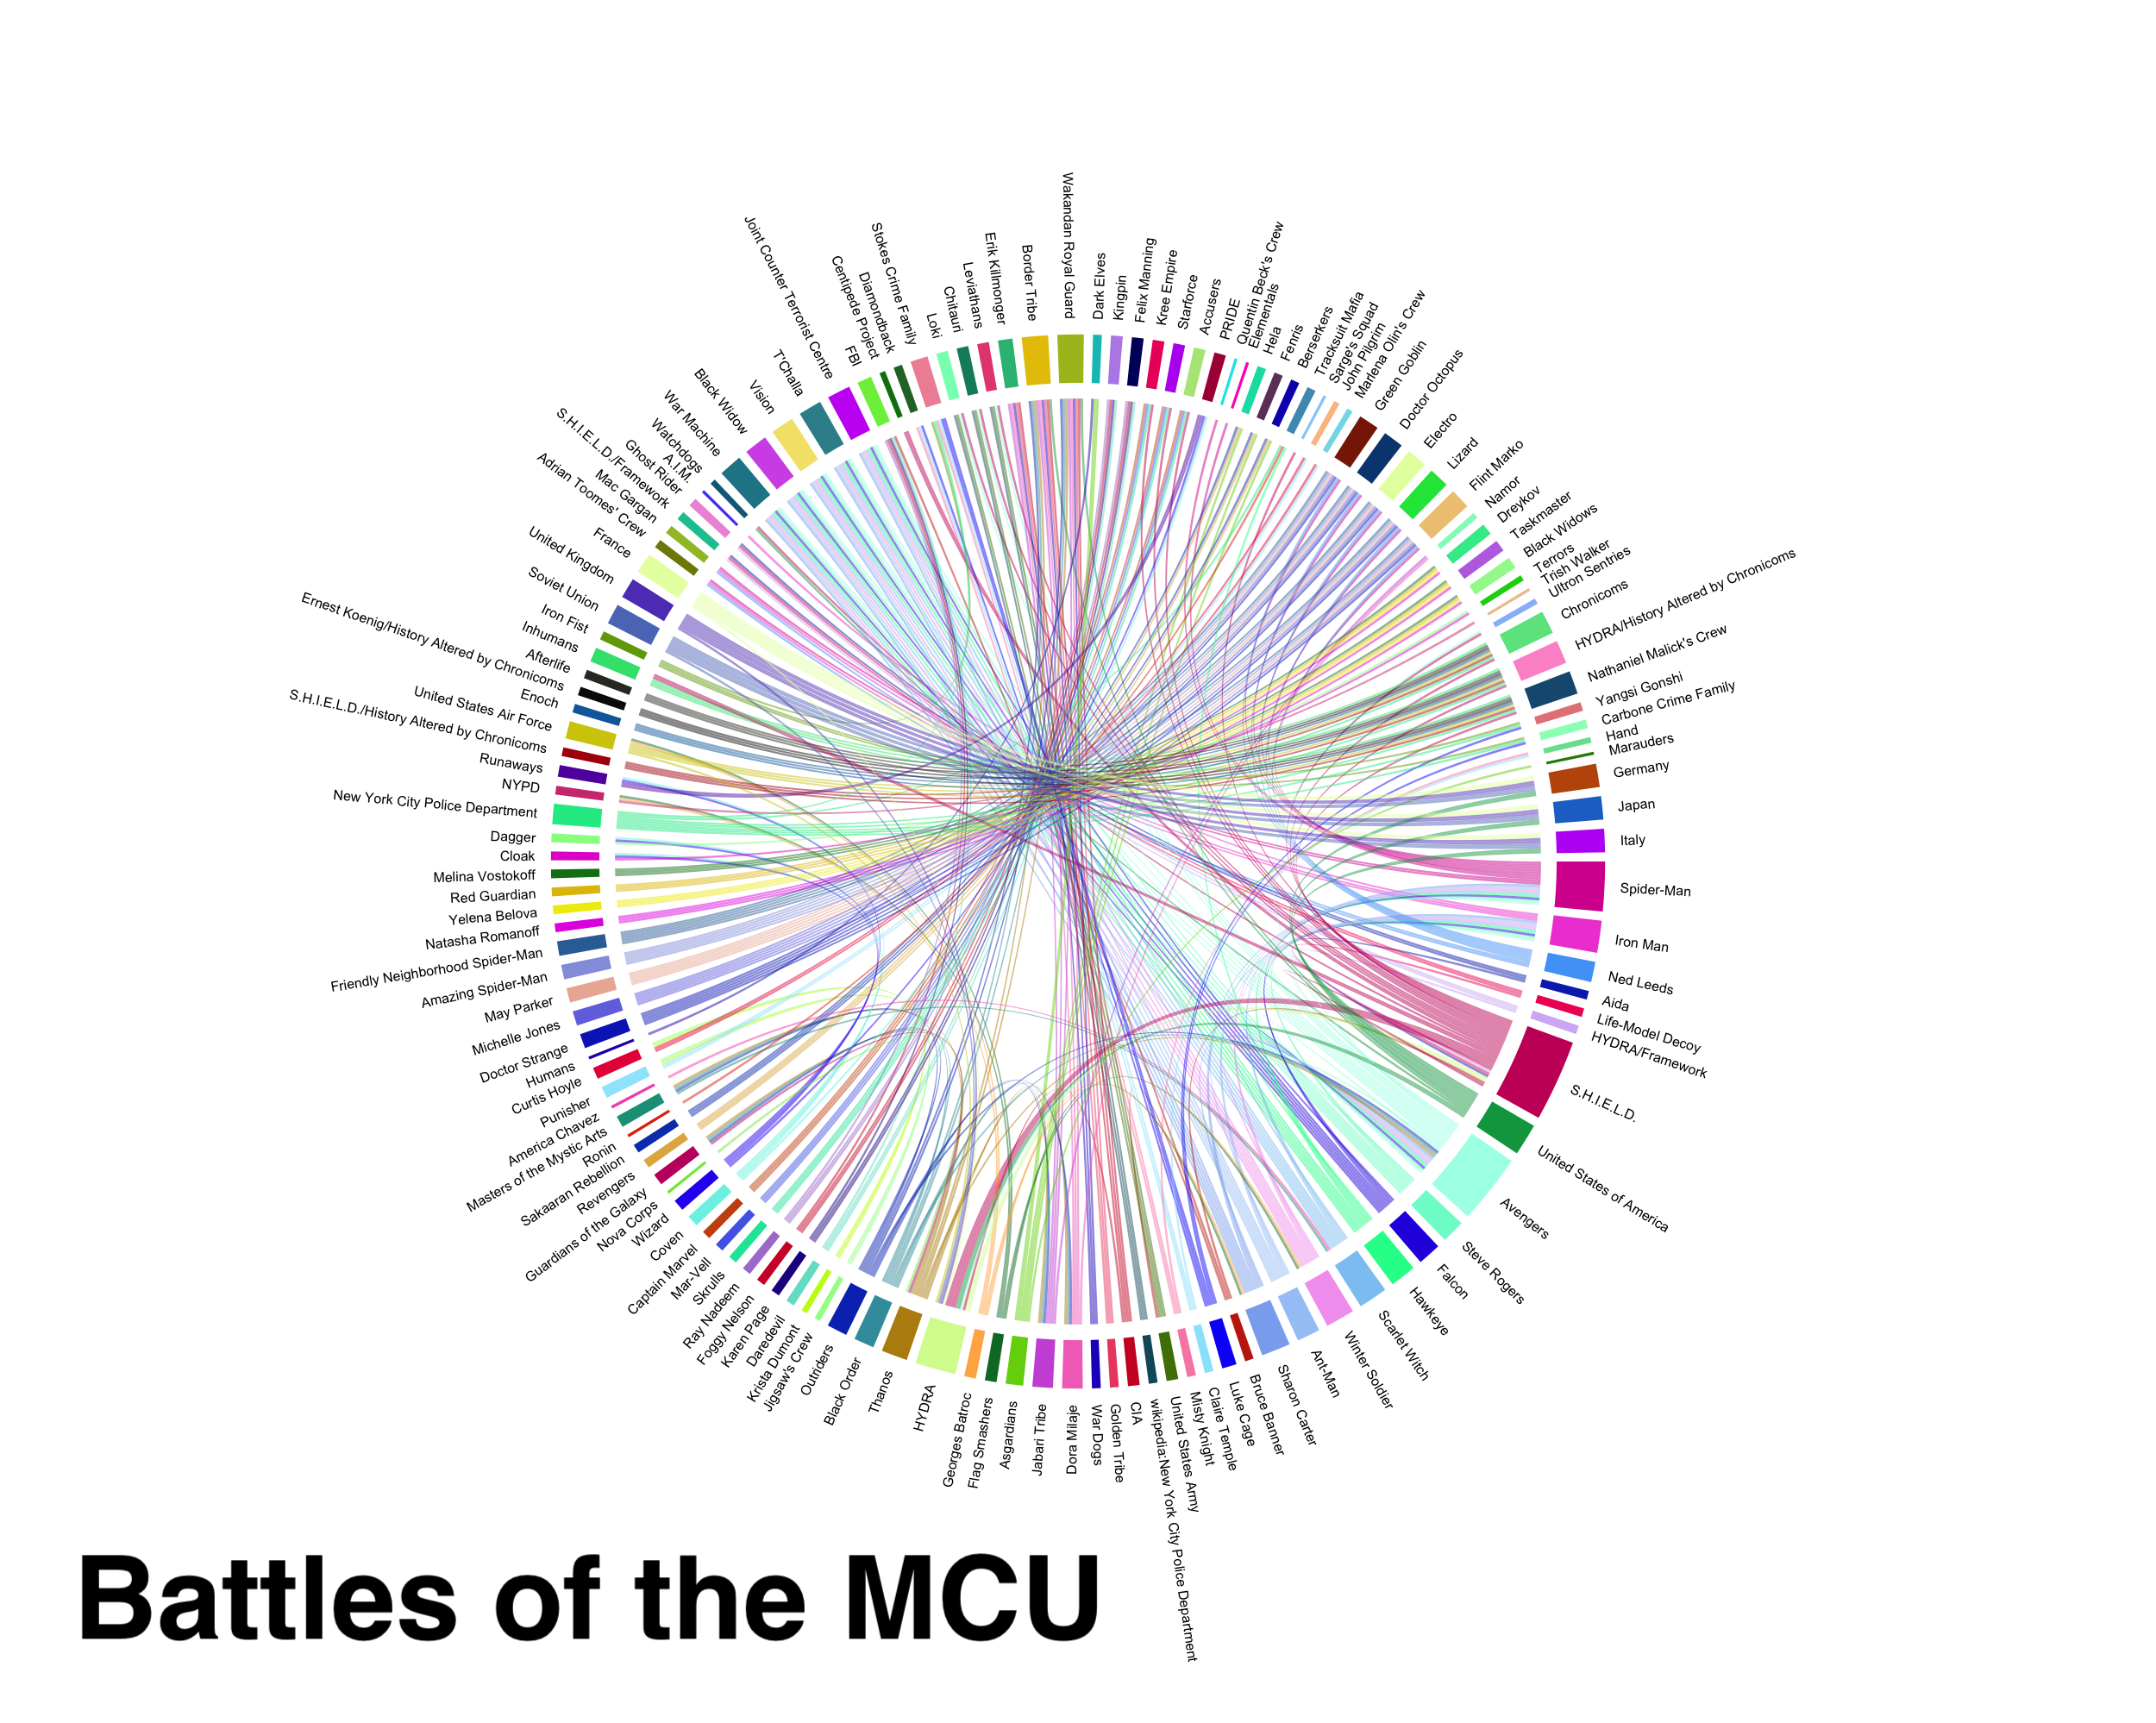 Wakandan Royal Guard
Dark Elves
Kingpin
Felix Manning
Kree Empire
Starforce
Accusers
PRIDE
Quentin Beck's Crew
Elementals
Hela
Fenris
Berserkers
Tracksuit Mafia
Sarge's Squad
John Pilgrim
Marlena Olin's Crew
Green Goblin
Doctor Octopus
Electro
Lizard
Flint Marko
Namor
Dreykov
Taskmaster
Black Widows
Terrors
Trish Walker
Ultron Sentries
Chronicoms
HYDRA/History Altered by Chronicoms
Nathaniel Malick's Crew
Yangsi Gonshi
Carbone Crime Family
Hand
Marauders
Germany
Japan
Italy
Spider-Man
Iron Man
Ned Leeds
Aida
Life-Model Decoy
HYDRA/Framework
S.H.I.E.L.D.
United States of America
Avengers
Steve Rogers
Falcon
Hawkeye
Scarlet Witch
Winter Soldier
Ant-Man
Sharon Carter
Bruce Banner
Luke Cage
Claire Temple
Misty Knight
United States Army
wikipedia:New York City Police Department
CIA
Golden Tribe
War Dogs
Dora Milaje
Jabari Tribe
Asgardians
Flag Smashers
Georges Batroc
HYDRA
Thanos
Black Order
Outriders
Jigsaw's Crew
Krista Dumont
Daredevil
Karen Page
Foggy Nelson
Ray Nadeem
Skrulls
Mar-Vell
Captain Marvel
Coven
Wizard
Nova Corps
Guardians of the Galaxy
Revengers
Sakaaran Rebellion
Ronin
Masters of the Mystic Arts
America Chavez
Punisher
Curtis Hoyle
Humans
Doctor Strange
Michelle Jones
May Parker
Amazing Spider-Man
Friendly Neighborhood Spider-Man
Natasha Romanoff
Yelena Belova
Red Guardian
Melina Vostokoff
Cloak
Dagger
New York City Police Department
NYPD
Runaways
S.H.I.E.L.D./History Altered by Chronicoms
United States Air Force
Enoch
Ernest Koenig/History Altered by Chronicoms
Afterlife
Inhumans
Iron Fist
Soviet Union
United Kingdom
France
Adrian Toomes' Crew
Mac Gargan
S.H.I.E.L.D./Framework
Ghost Rider
A.I.M.
Watchdogs
War Machine
Black Widow
Vision
T'Challa
Joint Counter Terrorist Centre
FBI
Centipede Project
Diamondback
Stokes Crime Family
Loki
Chitauri
Leviathans
Erik Killmonger
Border Tribe
Battles of the MCU